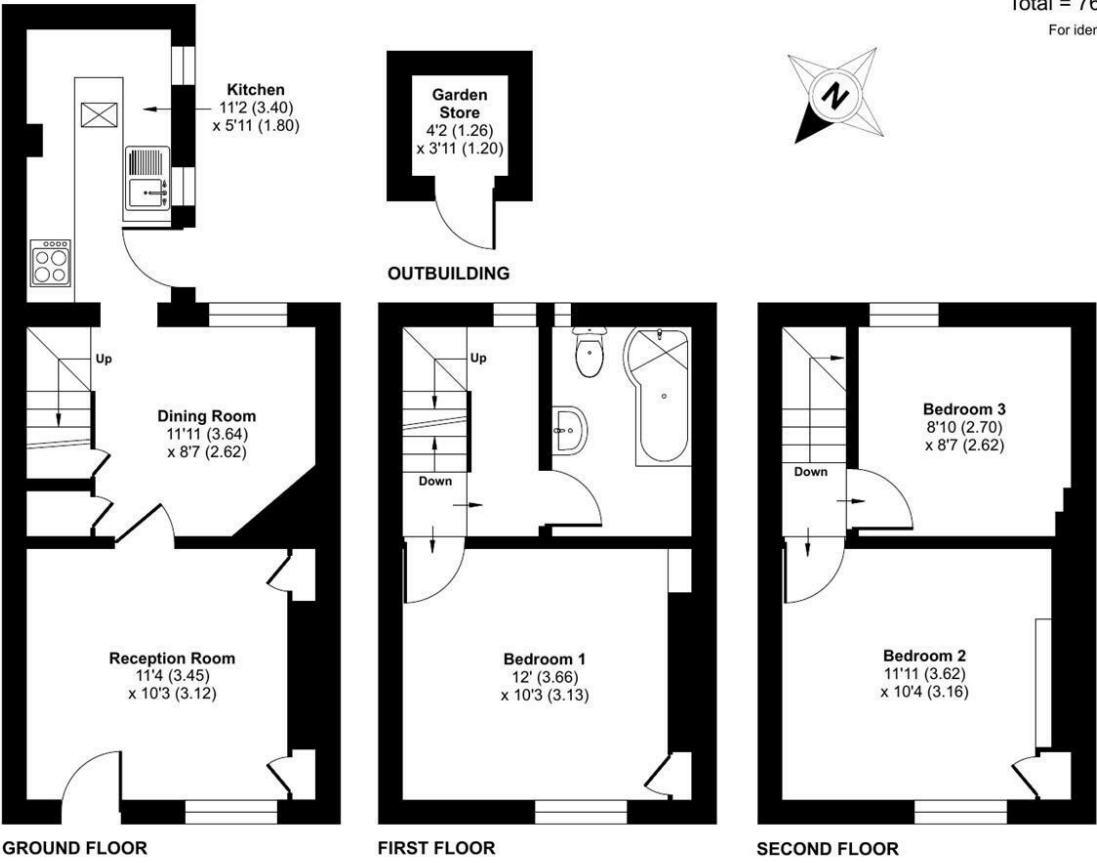 Total = 76
For iden
Kitchen
11'2 (3.40)
x 5'11 (1.80)
Garden
Store
4'2 (1.26)
x 3'11 (1.20)
N
OUTBUILDING
Up
Dining Room
11'11 (3.64)
x 8'7 (2.62)
Reception Room
11'4 (3.45)
x 10'3 (3.12)
GROUND FLOOR
Up
Down
Bedroom 1
12' (3.66)
x 10'3 (3.13)
FIRST FLOOR
Down
Bedroom 3
8'10 (2.70)
x 8'7 (2.62)
Bedroom 2
11'11 (3.62)
x 10'4 (3.16)
SECOND FLOOR